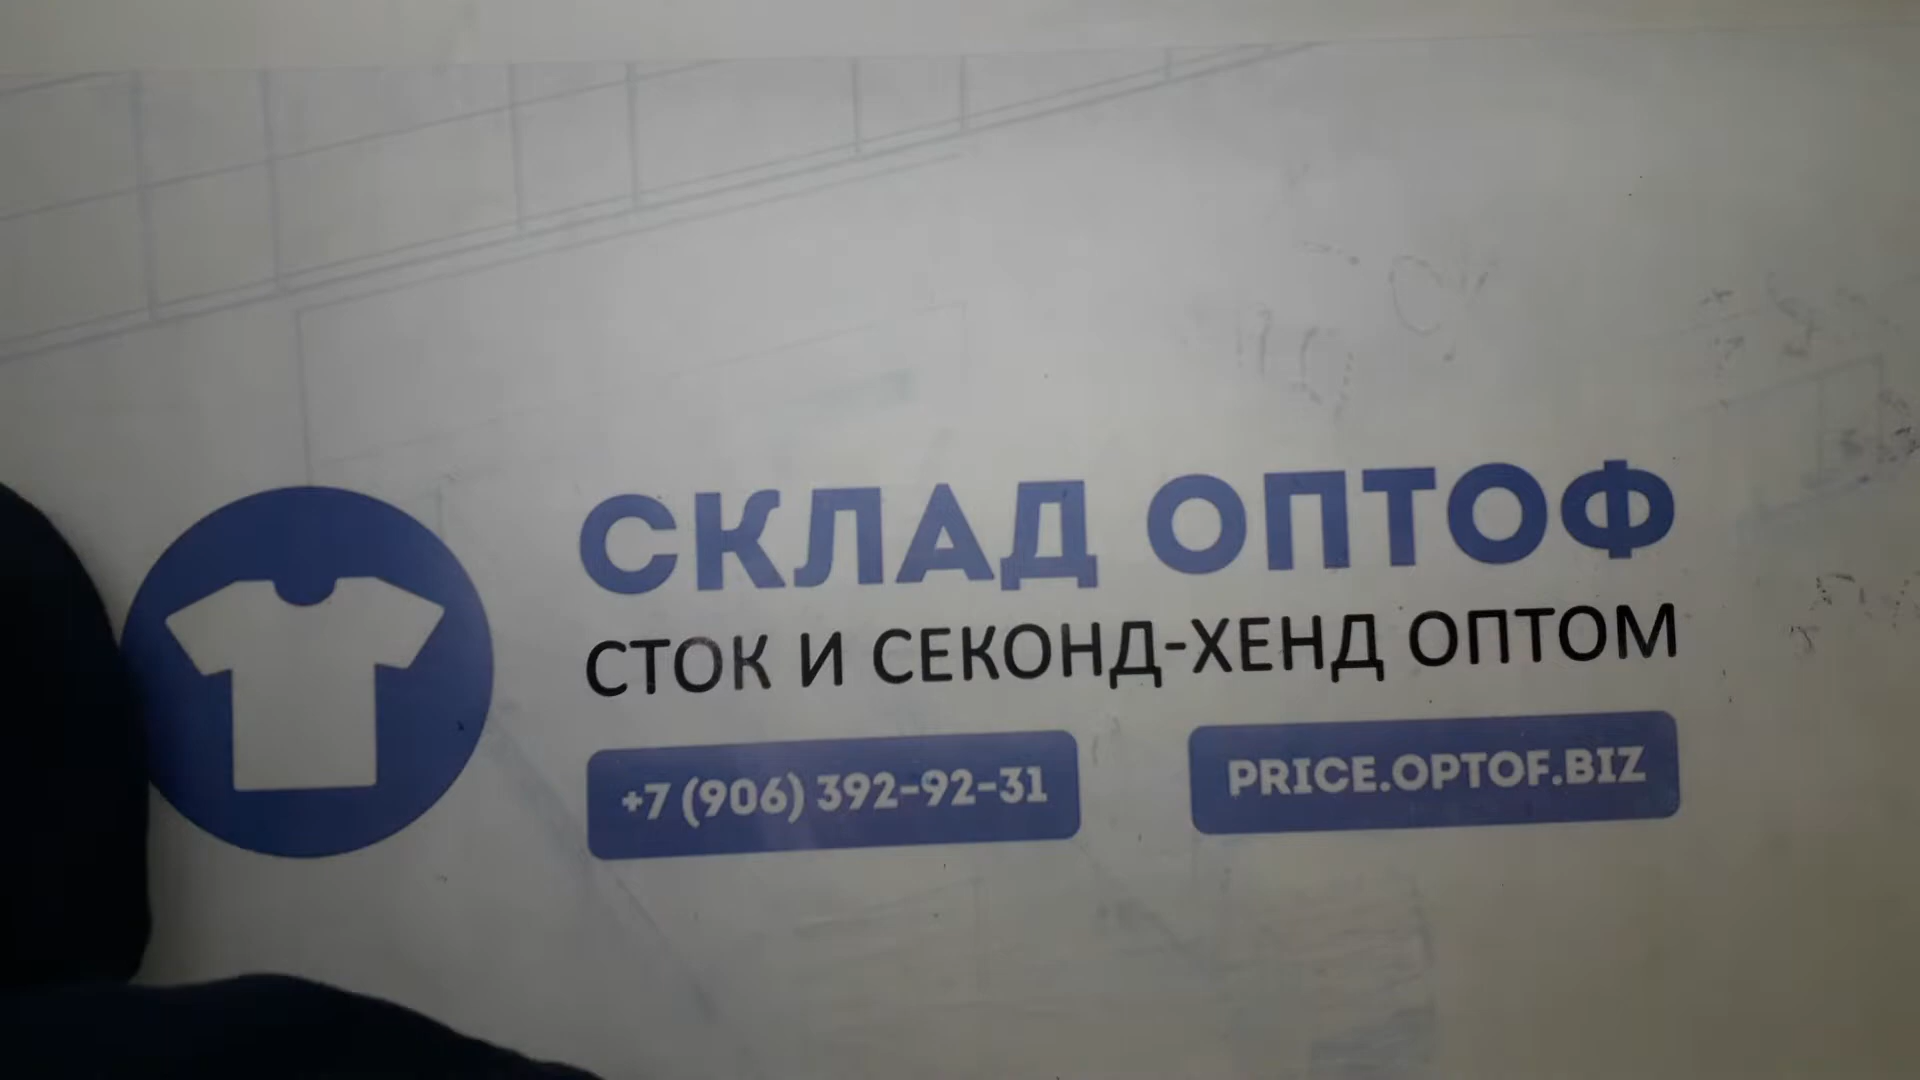 СКЛАД ОПТОФ
СТОК И СЕКОНД-ХЕНД ОПТОМ
+7 (906) 392-92-31
PRICE.OPTOF.BIZ